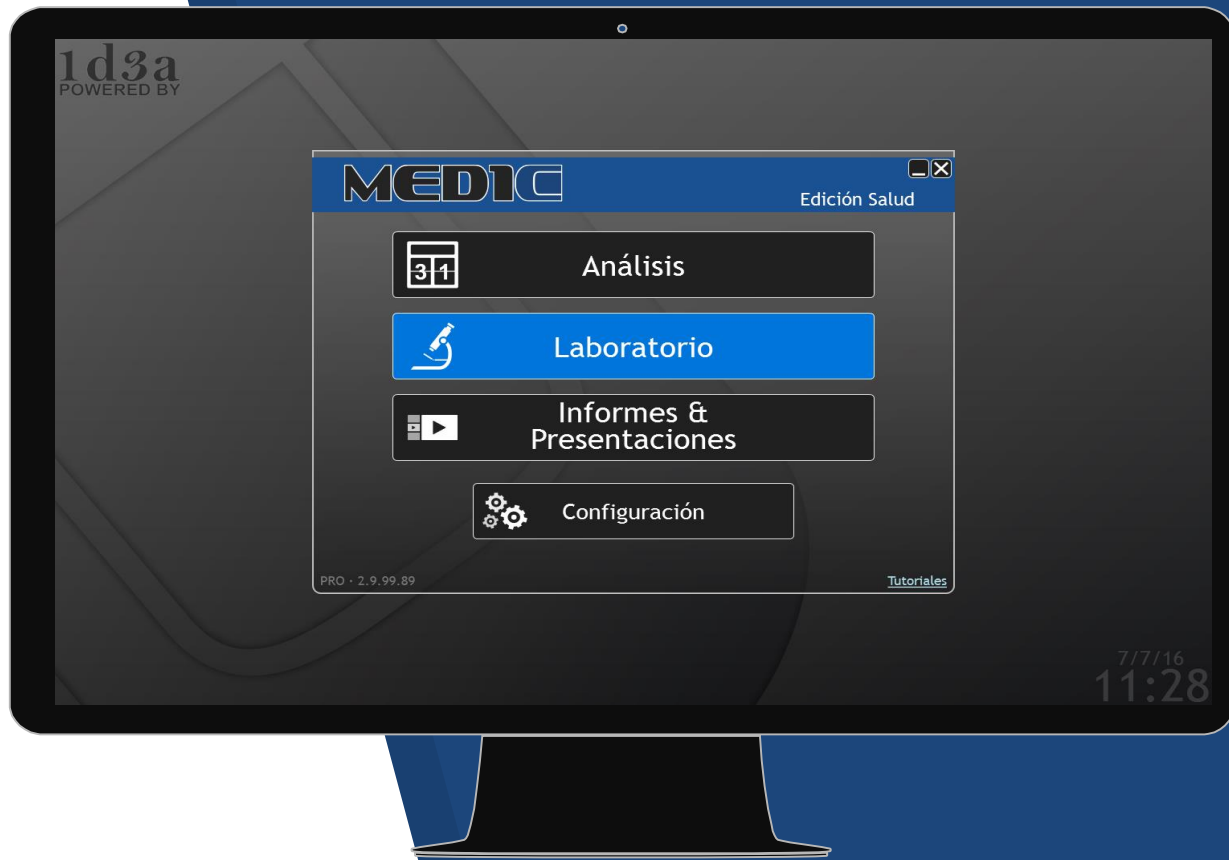 1d3a
POWERED BY
MED1C
Edición Salud
31
Análisis
Laboratorio
Informes &
Presentaciones
Configuración
PRO · 2.9.99.89
Tutoriales
7/7/16
11:28